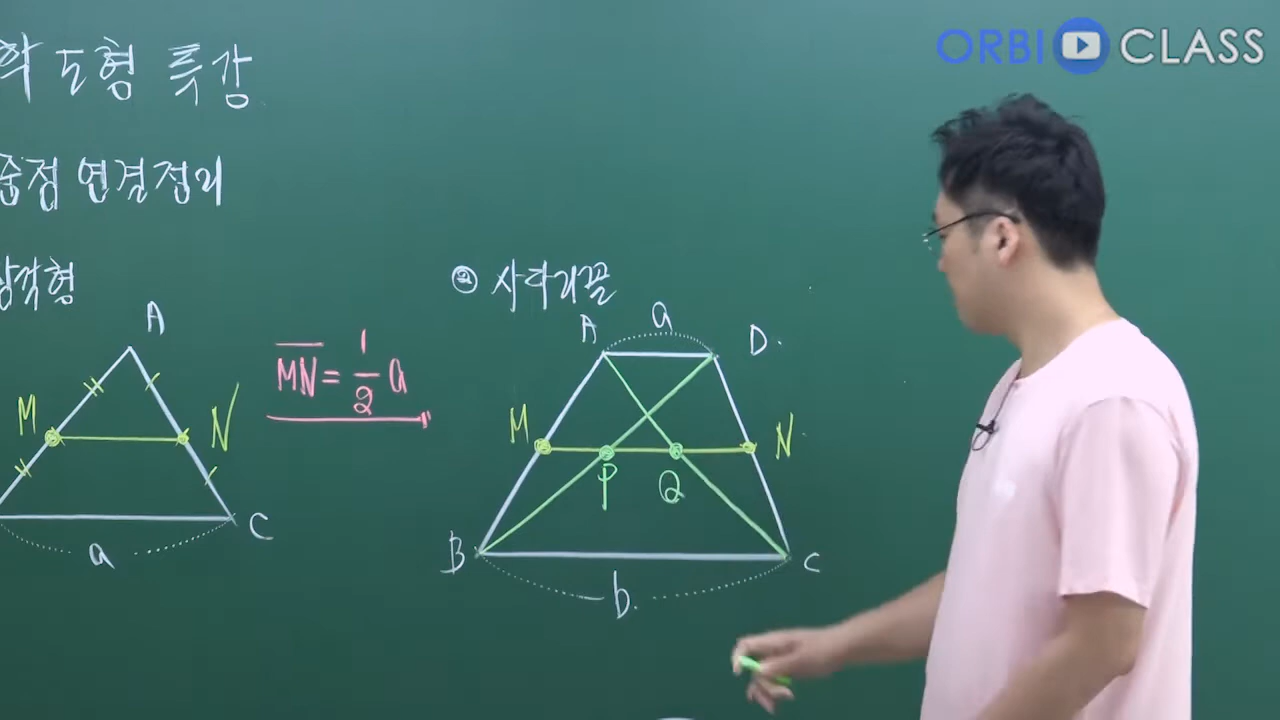 ORBI CLASS
학 도형 특강
중점 연결정리
삼각형
② 사다리꼴
A
M
N
C
a
MN = 1/2 a
A
a
D
M
N
P
Q
B
C
b